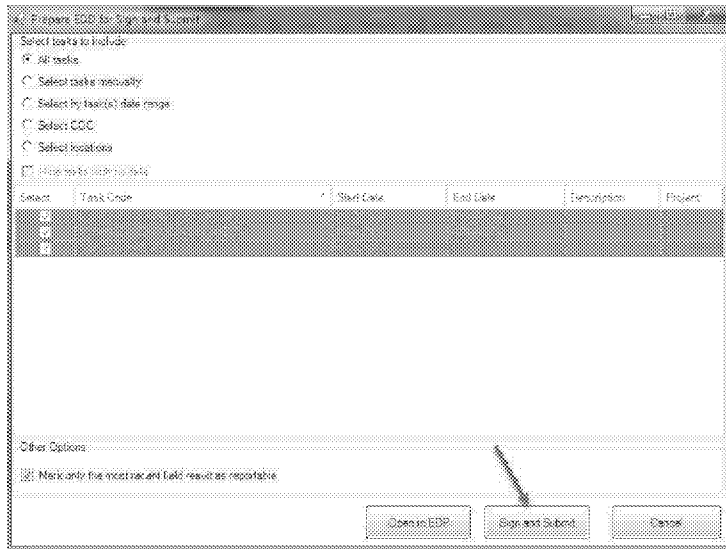 Prepare EDD for Sign and Submit
Select tasks to include
All tasks
Select tasks manually
Select by task(s) date range
Select COC
Select locations
Select Task Code Start Date End Date Description Project
Other Options
Mark only the most recent field result as reportable
Open in EDP Sign and Submit Cancel